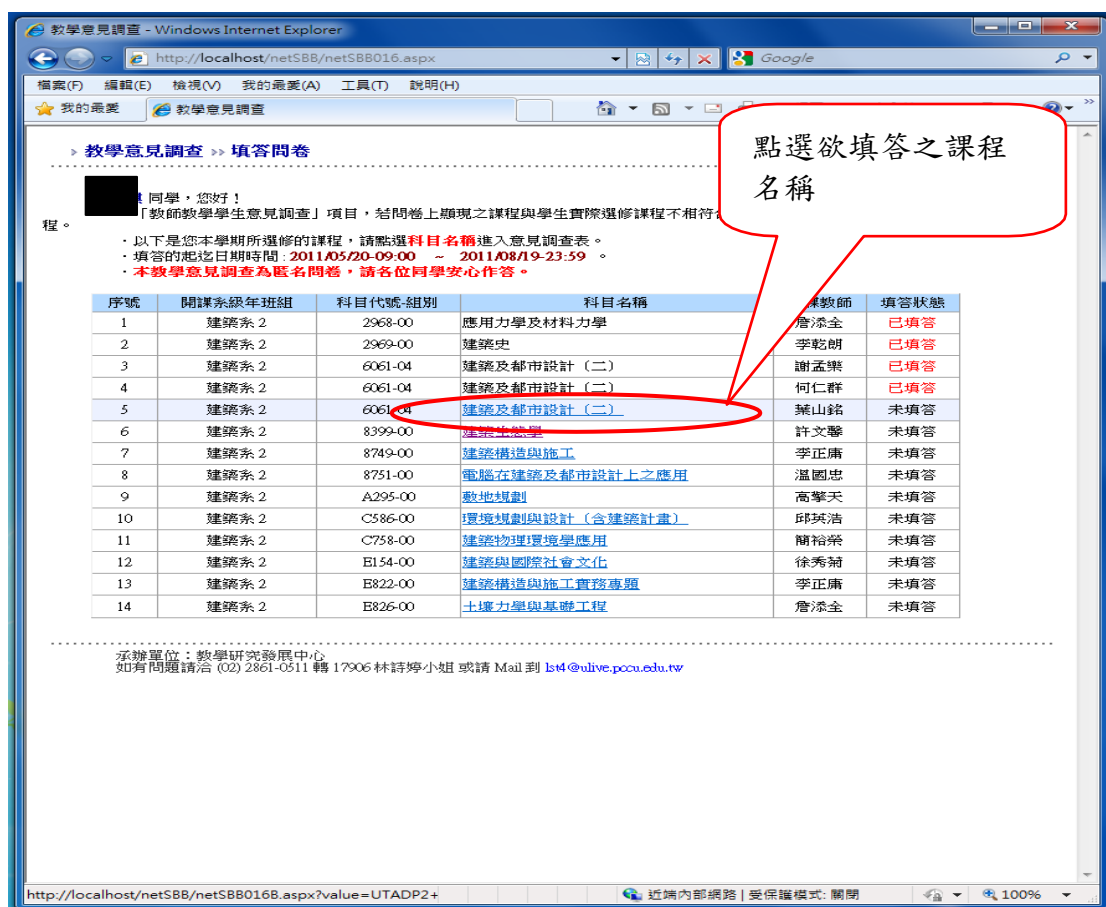 教學意見調查 - Windows Internet Explorer
http://localhost/netSBB/netSBB016.aspx
Google
檔案(F) 編輯(E) 檢視(V) 我的最愛(A) 工具(T) 說明(H)
我的最愛 教學意見調查
點選欲填答之課程
名稱
教學意見調查 >> 填答問卷
同學，您好！
「教師教學學生意見調查」項目，若問卷上顯現之課程與學生實際選修課程不相符
程。
· 以下是您本學期所選修的課程，請點選科目名稱進入意見調查表。
· 填答的起迄日期時間 : 2011/05/20-09:00 ~ 2011/08/19-23:59 。
· 本教學意見調查為匿名問卷，請各位同學安心作答。
序號 開課系級年班組 科目代號-組別 科目名稱 課教師 填答狀態
1 建築系 2 2968-00 應用力學及材料力學 詹添全 已填答
2 建築系 2 2969-00 建築史 李乾朗 已填答
3 建築系 2 6061-04 建築及都市設計（二） 謝孟樂 已填答
4 建築系 2 6061-04 建築及都市設計（二） 何仁群 已填答
5 建築系 2 6061-04 建築及都市設計（二） 葉山銘 未填答
6 建築系 2 8399-00 建築生態學 許文馨 未填答
7 建築系 2 8749-00 建築構造與施工 李正庸 未填答
8 建築系 2 8751-00 電腦在建築及都市設計上之應用 溫國忠 未填答
9 建築系 2 A295-00 敷地規劃 高擎天 未填答
10 建築系 2 C586-00 環境規劃與設計（含建築計畫） 邱英浩 未填答
11 建築系 2 C758-00 建築物理環境學應用 簡裕榮 未填答
12 建築系 2 E154-00 建築與國際社會文化 徐秀菊 未填答
13 建築系 2 E822-00 建築構造與施工實務專題 李正庸 未填答
14 建築系 2 E826-00 土壤力學與基礎工程 詹添全 未填答
承辦單位：教學研究發展中心
如有問題請洽 (02) 2861-0511 轉 17906 林詩婷小姐 或請 Mail 到 lst4@ulive.pccu.edu.tw
http://localhost/netSBB/netSBB016B.aspx?value=UTADP2+ 近端內部網路 | 受保護模式: 關閉 100%